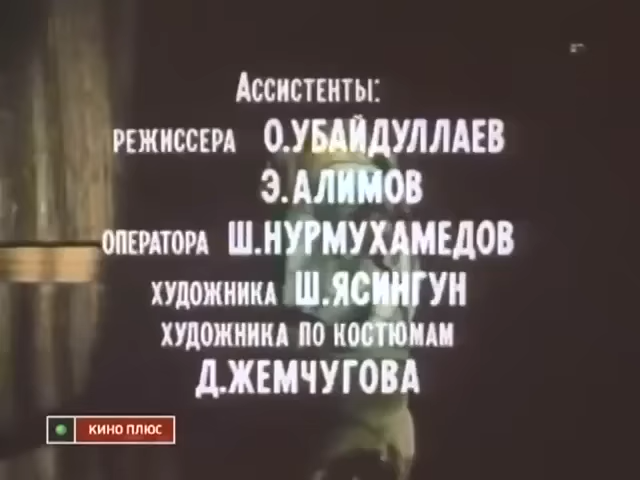 Ассистенты:
РЕЖИССЕРА О.УБАЙДУЛЛАЕВ
Э.АЛИМОВ
ОПЕРАТОРА Ш.НУРМУХАМЕДОВ
ХУДОЖНИКА Ш.ЯСИНГУН
ХУДОЖНИКА ПО КОСТЮМАМ
Д.ЖЕМЧУГОВА
КИНО ПЛЮС